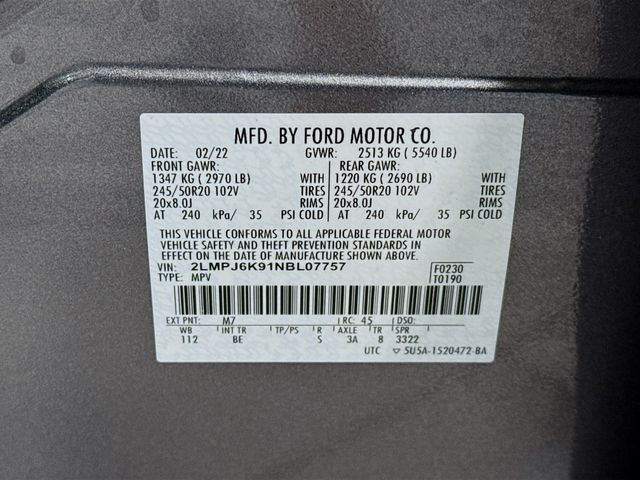 MFD. BY FORD MOTOR CO.
DATE: 02/22 GVWR: 2513 KG ( 5540 LB)
FRONT GAWR: REAR GAWR:
1347 KG ( 2970 LB) WITH 1220 KG ( 2690 LB) WITH
245/50R20 102V TIRES 245/50R20 102V TIRES
20x8.0J RIMS 20x8.0J RIMS
AT 240 kPa/ 35 PSI COLD AT 240 kPa/ 35 PSI COLD
THIS VEHICLE CONFORMS TO ALL APPLICABLE FEDERAL MOTOR
VEHICLE SAFETY AND THEFT PREVENTION STANDARDS IN
EFFECT ON THE DATE OF MANUFACTURE SHOWN ABOVE.
VIN: 2LMPJ6K91NBL07757 F0230
TYPE: MPV T0190
EXT PNT: M7 RC: 45 DSO:
WB INT TR TP/PS R AXLE TR SPR
112 BE S 3A 8 3322
UTC ▽ 5U5A-1520472-BA